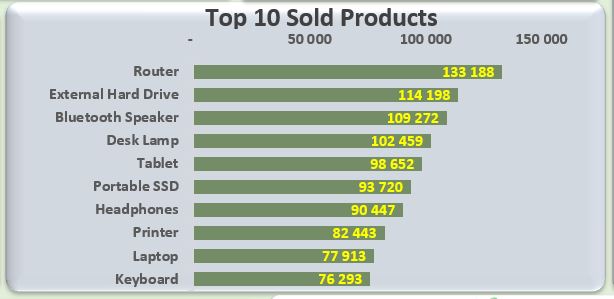 Top 10 Sold Products
- 50 000 100 000 150 000
Router 133 188
External Hard Drive 114 198
Bluetooth Speaker 109 272
Desk Lamp 102 459
Tablet 98 652
Portable SSD 93 720
Headphones 90 447
Printer 82 443
Laptop 77 913
Keyboard 76 293